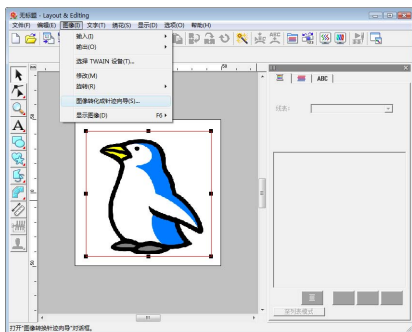 无标题 - Layout & Editing
文件(F) 编辑(E) 图像(I) 文字(T) 绣花(S) 显示(D) 选项(O) 帮助(H)
输入(I)
输出(O)
选择 TWAIN 设备(T)...
修改(M)
旋转(R)
图像转化成针迹向导(S)...
显示图像(D) F6
ABC
线表:
A
打开"图像转换针迹向导"对话框。